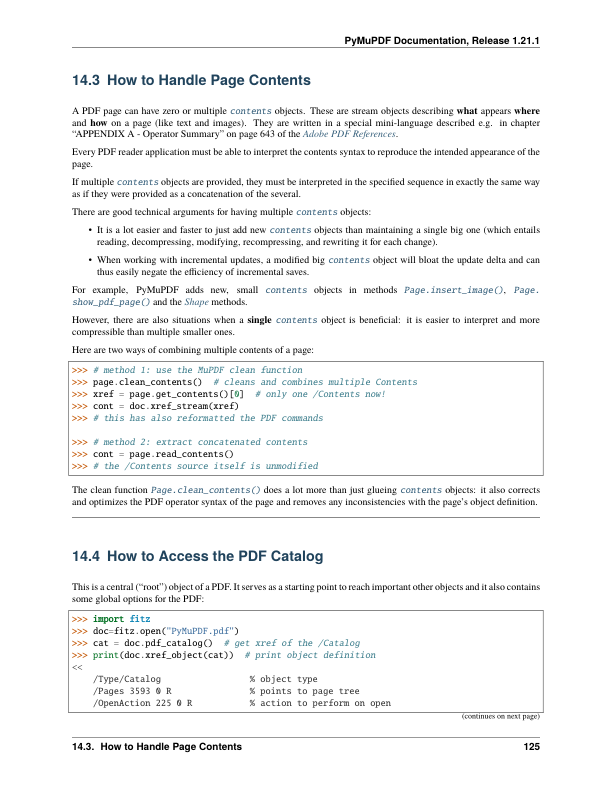 PyMuPDF Documentation, Release 1.21.1
14.3 How to Handle Page Contents
A PDF page can have zero or multiple contents objects. These are stream objects describing what appears where
and how on a page (like text and images). They are written in a special mini-language described e.g. in chapter
“APPENDIX A - Operator Summary” on page 643 of the Adobe PDF References.
Every PDF reader application must be able to interpret the contents syntax to reproduce the intended appearance of the
page.
If multiple contents objects are provided, they must be interpreted in the specified sequence in exactly the same way
as if they were provided as a concatenation of the several.
There are good technical arguments for having multiple contents objects:
• It is a lot easier and faster to just add new contents objects than maintaining a single big one (which entails
reading, decompressing, modifying, recompressing, and rewriting it for each change).
• When working with incremental updates, a modified big contents object will bloat the update delta and can
thus easily negate the efficiency of incremental saves.
For example, PyMuPDF adds new, small contents objects in methods Page.insert_image(), Page.
show_pdf_page() and the Shape methods.
However, there are also situations when a single contents object is beneficial: it is easier to interpret and more
compressible than multiple smaller ones.
Here are two ways of combining multiple contents of a page:
>>> # method 1: use the MuPDF clean function
>>> page.clean_contents()  # cleans and combines multiple Contents
>>> xref = page.get_contents()[0]  # only one /Contents now!
>>> cont = doc.xref_stream(xref)
>>> # this has also reformatted the PDF commands
>>> # method 2: extract concatenated contents
>>> cont = page.read_contents()
>>> # the /Contents source itself is unmodified
The clean function Page.clean_contents() does a lot more than just glueing contents objects: it also corrects
and optimizes the PDF operator syntax of the page and removes any inconsistencies with the page’s object definition.
14.4 How to Access the PDF Catalog
This is a central (“root”) object of a PDF. It serves as a starting point to reach important other objects and it also contains
some global options for the PDF:
>>> import fitz
>>> doc=fitz.open("PyMuPDF.pdf")
>>> cat = doc.pdf_catalog()  # get xref of the /Catalog
>>> print(doc.xref_object(cat))  # print object definition
<<
/Type/Catalog % object type
/Pages 3593 0 R % points to page tree
/OpenAction 225 0 R % action to perform on open
(continues on next page)
14.3. How to Handle Page Contents 125